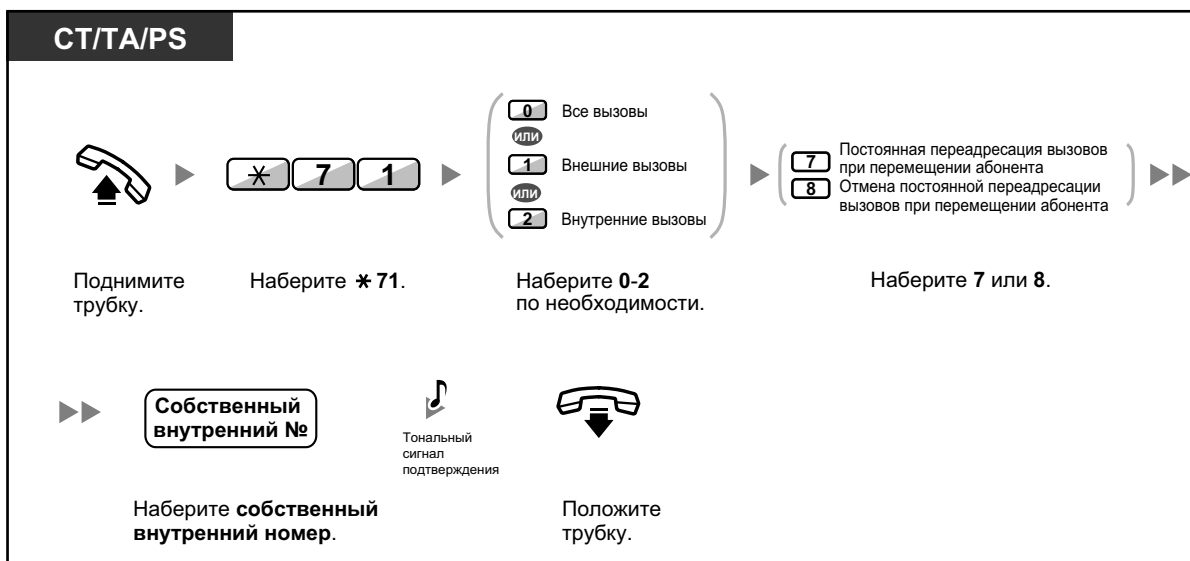 CT/TA/PS
0 Все вызовы
или
1 Внешние вызовы
или
2 Внутренние вызовы
* 7 1
7 Постоянная переадресация вызовов
при перемещении абонента
8 Отмена постоянной переадресации
вызовов при перемещении абонента
Поднимите
трубку.
Наберите * 71.
Наберите 0-2
по необходимости.
Наберите 7 или 8.
Собственный
внутренний №
Тональный
сигнал
подтверждения
Наберите собственный
внутренний номер.
Положите
трубку.